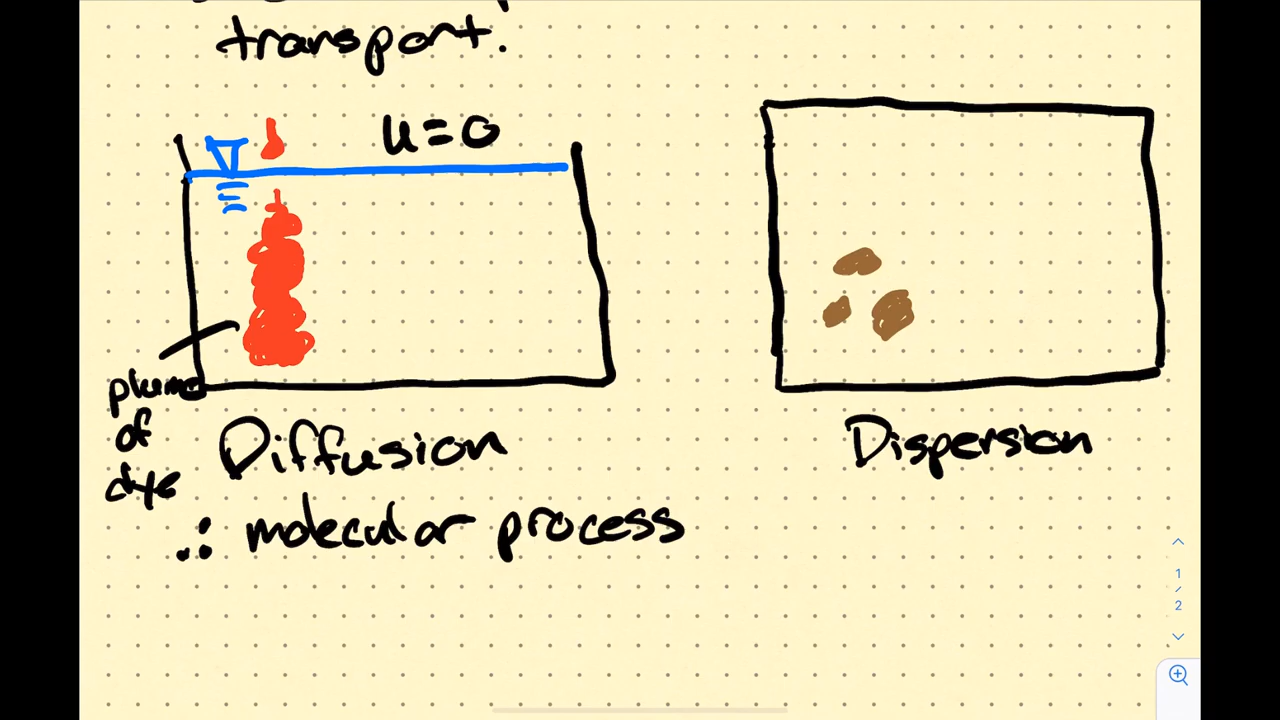 transport.
u=0
plume
of
dye
Diffusion
∴ molecular process
Dispersion
1
/
2